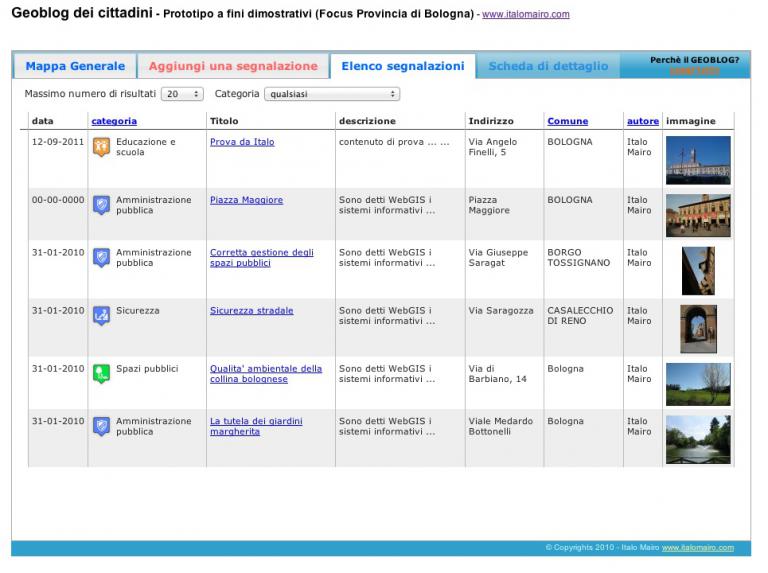 Geoblog dei cittadini - Prototipo a fini dimostrativi (Focus Provincia di Bologna) - www.italomairo.com
Mappa Generale
Aggiungi una segnalazione
Elenco segnalazioni
Scheda di dettaglio
Perchè il GEOBLOG?
Massimo numero di risultati 20 Categoria qualsiasi
data categoria Titolo descrizione Indirizzo Comune autore immagine
12-09-2011 Educazione e scuola Prova da Italo contenuto di prova ... ... Via Angelo Finelli, 5 BOLOGNA Italo Mairo
00-00-0000 Amministrazione pubblica Piazza Maggiore Sono detti WebGIS i sistemi informativi ... Piazza Maggiore BOLOGNA Italo Mairo
31-01-2010 Amministrazione pubblica Corretta gestione degli spazi pubblici Sono detti WebGIS i sistemi informativi ... Via Giuseppe Saragat BORGO TOSSIGNANO Italo Mairo
31-01-2010 Sicurezza Sicurezza stradale Sono detti WebGIS i sistemi informativi ... Via Saragozza CASALECCHIO DI RENO Italo Mairo
31-01-2010 Spazi pubblici Qualita' ambientale della collina bolognese Sono detti WebGIS i sistemi informativi ... Via di Barbiano, 14 Bologna Italo Mairo
31-01-2010 Amministrazione pubblica La tutela dei giardini margherita Sono detti WebGIS i sistemi informativi ... Viale Medardo Bottonelli Bologna Italo Mairo
© Copyrights 2010 - Italo Mairo www.italomairo.com